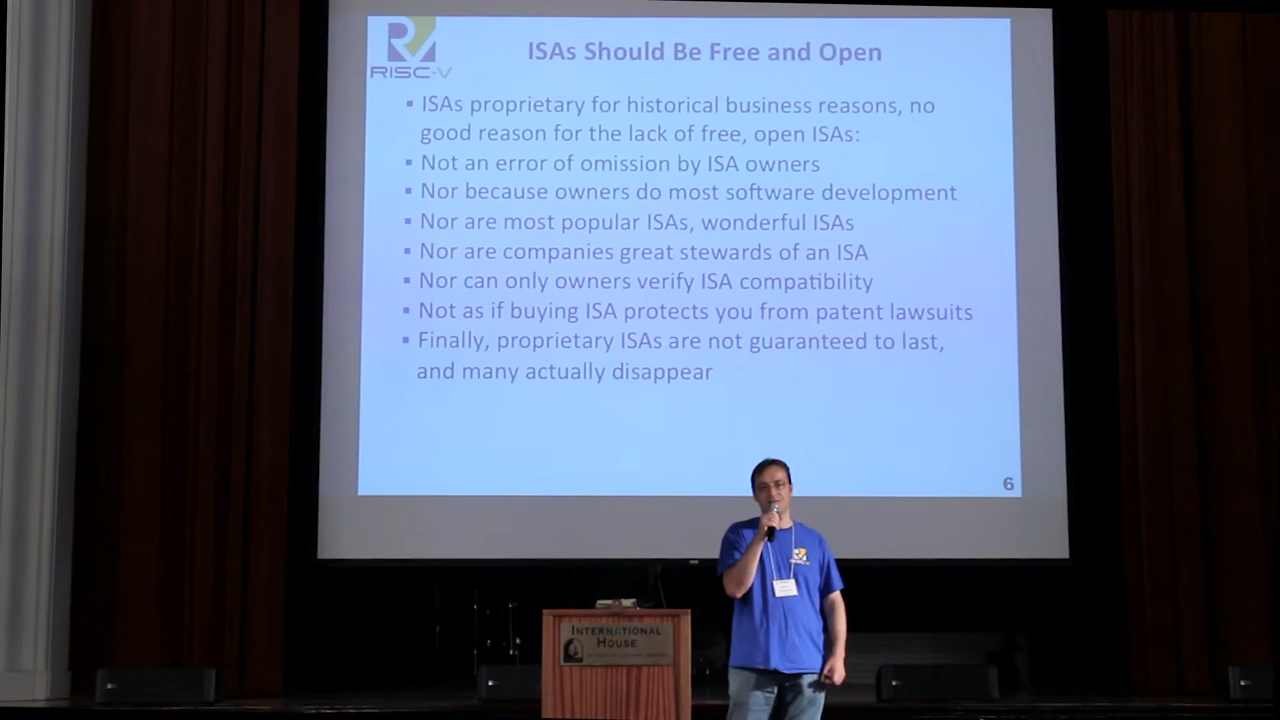 RISC-V
ISAs Should Be Free and Open
▪ ISAs proprietary for historical business reasons, no
good reason for the lack of free, open ISAs:
▪ Not an error of omission by ISA owners
▪ Nor because owners do most software development
▪ Nor are most popular ISAs, wonderful ISAs
▪ Nor are companies great stewards of an ISA
▪ Nor can only owners verify ISA compatibility
▪ Not as if buying ISA protects you from patent lawsuits
▪ Finally, proprietary ISAs are not guaranteed to last,
and many actually disappear
6
INTERNATIONAL
HOUSE